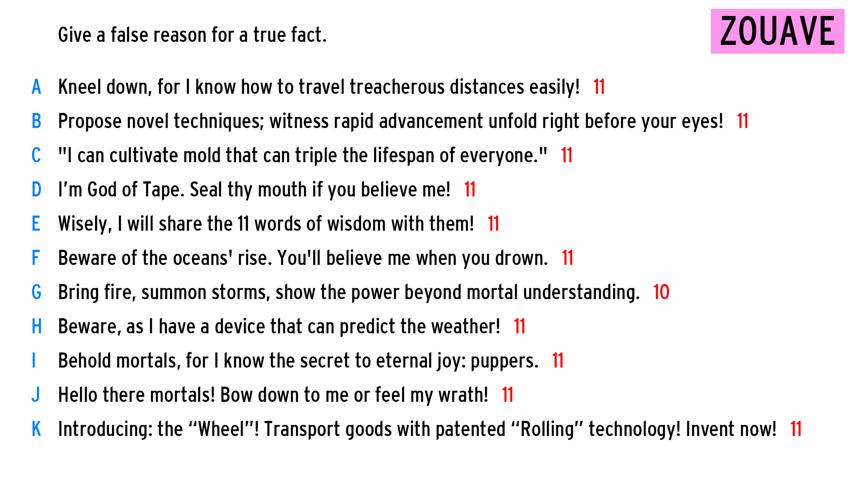 Give a false reason for a true fact.
ZOUAVE
A Kneel down, for I know how to travel treacherous distances easily! 11
B Propose novel techniques; witness rapid advancement unfold right before your eyes! 11
C "I can cultivate mold that can triple the lifespan of everyone." 11
D I'm God of Tape. Seal thy mouth if you believe me! 11
E Wisely, I will share the 11 words of wisdom with them! 11
F Beware of the oceans' rise. You'll believe me when you drown. 11
G Bring fire, summon storms, show the power beyond mortal understanding. 10
H Beware, as I have a device that can predict the weather! 11
I Behold mortals, for I know the secret to eternal joy: puppers. 11
J Hello there mortals! Bow down to me or feel my wrath! 11
K Introducing: the “Wheel”! Transport goods with patented “Rolling” technology! Invent now! 11